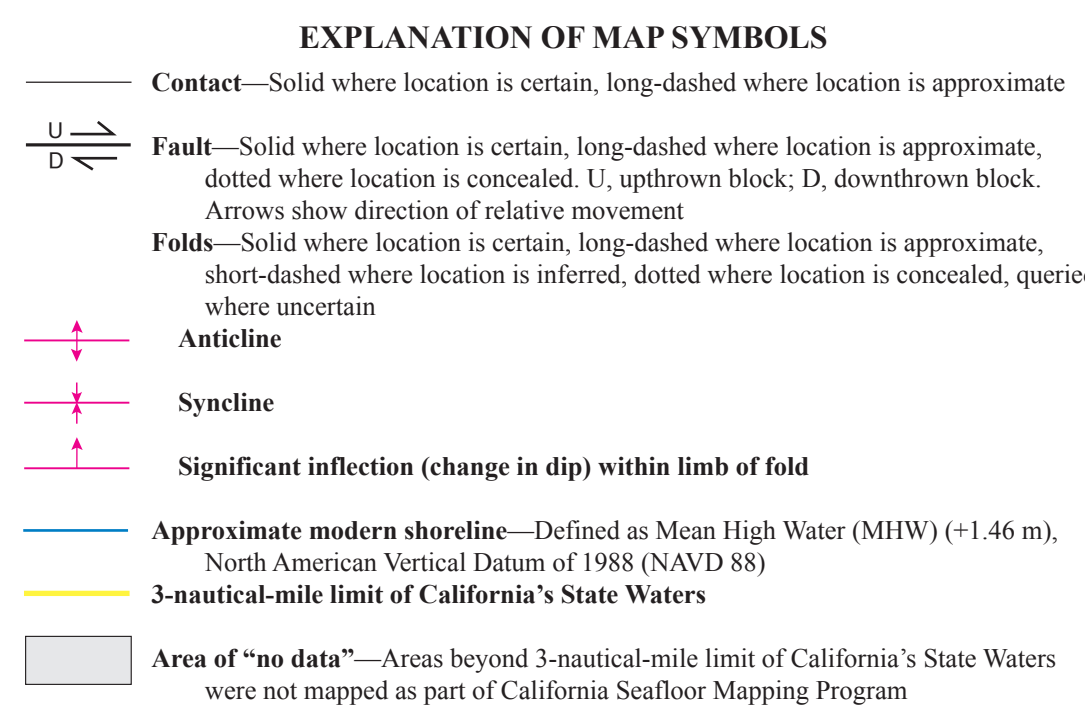 EXPLANATION OF MAP SYMBOLS
Contact—Solid where location is certain, long-dashed where location is approximate
U
D
Fault—Solid where location is certain, long-dashed where location is approximate,
dotted where location is concealed. U, upthrown block; D, downthrown block.
Arrows show direction of relative movement
Folds—Solid where location is certain, long-dashed where location is approximate,
short-dashed where location is inferred, dotted where location is concealed, querie
where uncertain
Anticline
Syncline
Significant inflection (change in dip) within limb of fold
Approximate modern shoreline—Defined as Mean High Water (MHW) (+1.46 m),
North American Vertical Datum of 1988 (NAVD 88)
3-nautical-mile limit of California’s State Waters
Area of “no data”—Areas beyond 3-nautical-mile limit of California’s State Waters
were not mapped as part of California Seafloor Mapping Program